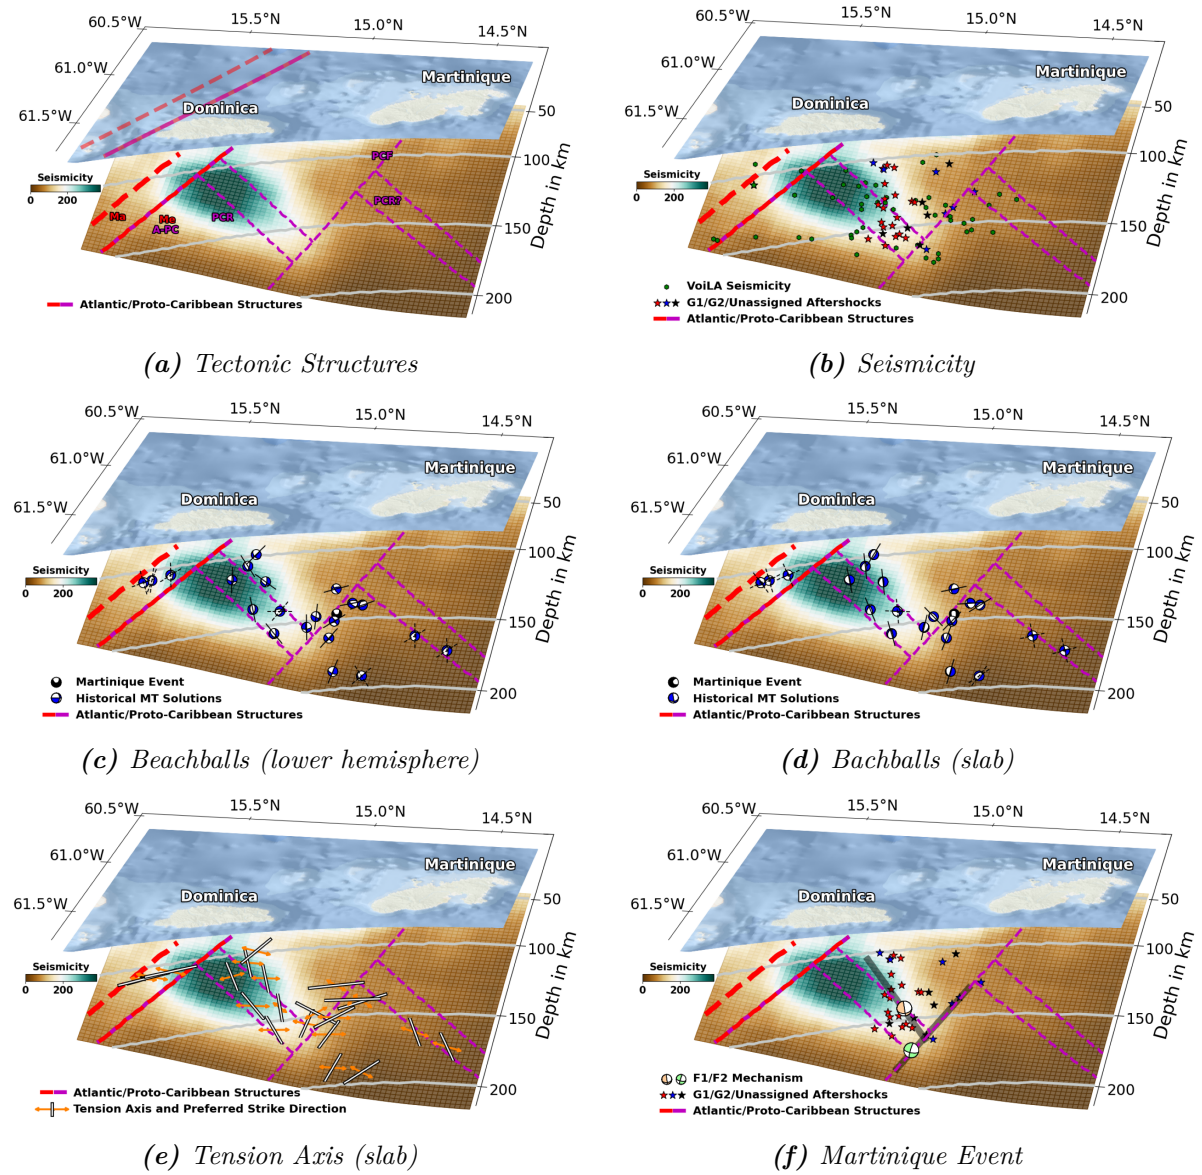 15.5°N
15.0°N
14.5°N
60.5°W
61.0°W
61.5°W
Martinique
Dominica
50
100
150
200
Depth in km
Seismicity
0 200
Ma
Me
A-PC
PCR
PCF
PCR?
Atlantic/Proto-Caribbean Structures
(a) Tectonic Structures
15.5°N
15.0°N
14.5°N
60.5°W
61.0°W
61.5°W
Martinique
Dominica
50
100
150
200
Depth in km
Seismicity
0 200
VoiLA Seismicity
G1/G2/Unassigned Aftershocks
Atlantic/Proto-Caribbean Structures
(b) Seismicity
15.5°N
15.0°N
14.5°N
60.5°W
61.0°W
61.5°W
Martinique
Dominica
50
100
150
200
Depth in km
Seismicity
0 200
Martinique Event
Historical MT Solutions
Atlantic/Proto-Caribbean Structures
(c) Beachballs (lower hemisphere)
15.5°N
15.0°N
14.5°N
60.5°W
61.0°W
61.5°W
Martinique
Dominica
50
100
150
200
Depth in km
Seismicity
0 200
Martinique Event
Historical MT Solutions
Atlantic/Proto-Caribbean Structures
(d) Bachballs (slab)
15.5°N
15.0°N
14.5°N
60.5°W
61.0°W
61.5°W
Martinique
Dominica
50
100
150
200
Depth in km
Seismicity
0 200
Atlantic/Proto-Caribbean Structures
Tension Axis and Preferred Strike Direction
(e) Tension Axis (slab)
15.5°N
15.0°N
14.5°N
60.5°W
61.0°W
61.5°W
Martinique
Dominica
50
100
150
200
Depth in km
Seismicity
0 200
F1/F2 Mechanism
G1/G2/Unassigned Aftershocks
Atlantic/Proto-Caribbean Structures
(f) Martinique Event